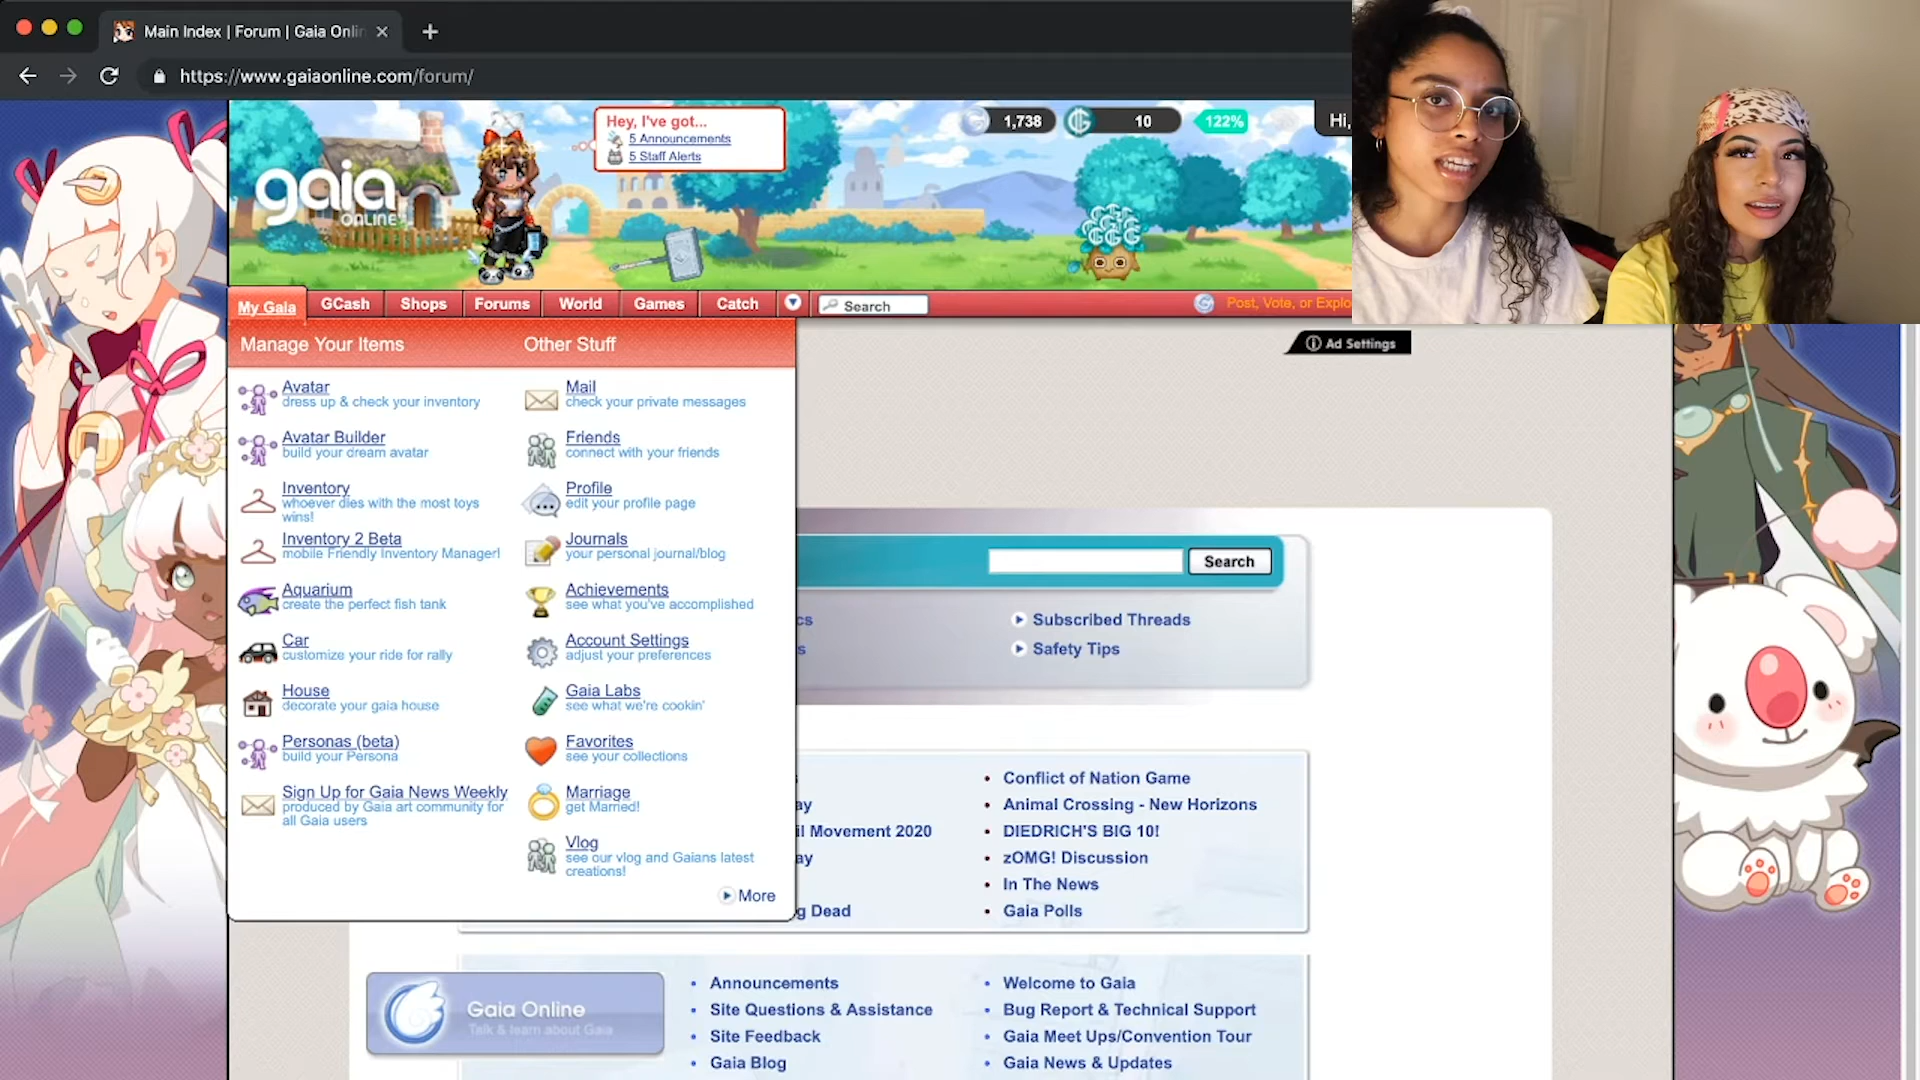 Main Index | Forum | Gaia Onlin
https://www.gaiaonline.com/forum/
Hey, I've got...
5 Announcements
5 Staff Alerts
1,738
10
122%
Hi,
gaia
ONLINE
My Gaia
GCash
Shops
Forums
World
Games
Catch
Search
Post, Vote, or Explo
Manage Your Items
Other Stuff
Ad Settings
Avatar
dress up & check your inventory
Avatar Builder
build your dream avatar
Inventory
whoever dies with the most toys
wins!
Inventory 2 Beta
mobile Friendly Inventory Manager!
Aquarium
create the perfect fish tank
Car
customize your ride for rally
House
decorate your gaia house
Personas (beta)
build your Persona
Sign Up for Gaia News Weekly
produced by Gaia art community for
all Gaia users
Mail
check your private messages
Friends
connect with your friends
Profile
edit your profile page
Journals
your personal journal/blog
Achievements
see what you've accomplished
Account Settings
adjust your preferences
Gaia Labs
see what we're cookin'
Favorites
see your collections
Marriage
get Married!
Vlog
see our vlog and Gaians latest
creations!
More
Search
cs
Subscribed Threads
s
Safety Tips
Conflict of Nation Game
ay
Animal Crossing - New Horizons
il Movement 2020
DIEDRICH'S BIG 10!
ay
zOMG! Discussion
In The News
g Dead
Gaia Polls
Gaia Online
Talk & learn about Gaia
Announcements
Welcome to Gaia
Site Questions & Assistance
Bug Report & Technical Support
Site Feedback
Gaia Meet Ups/Convention Tour
Gaia Blog
Gaia News & Updates